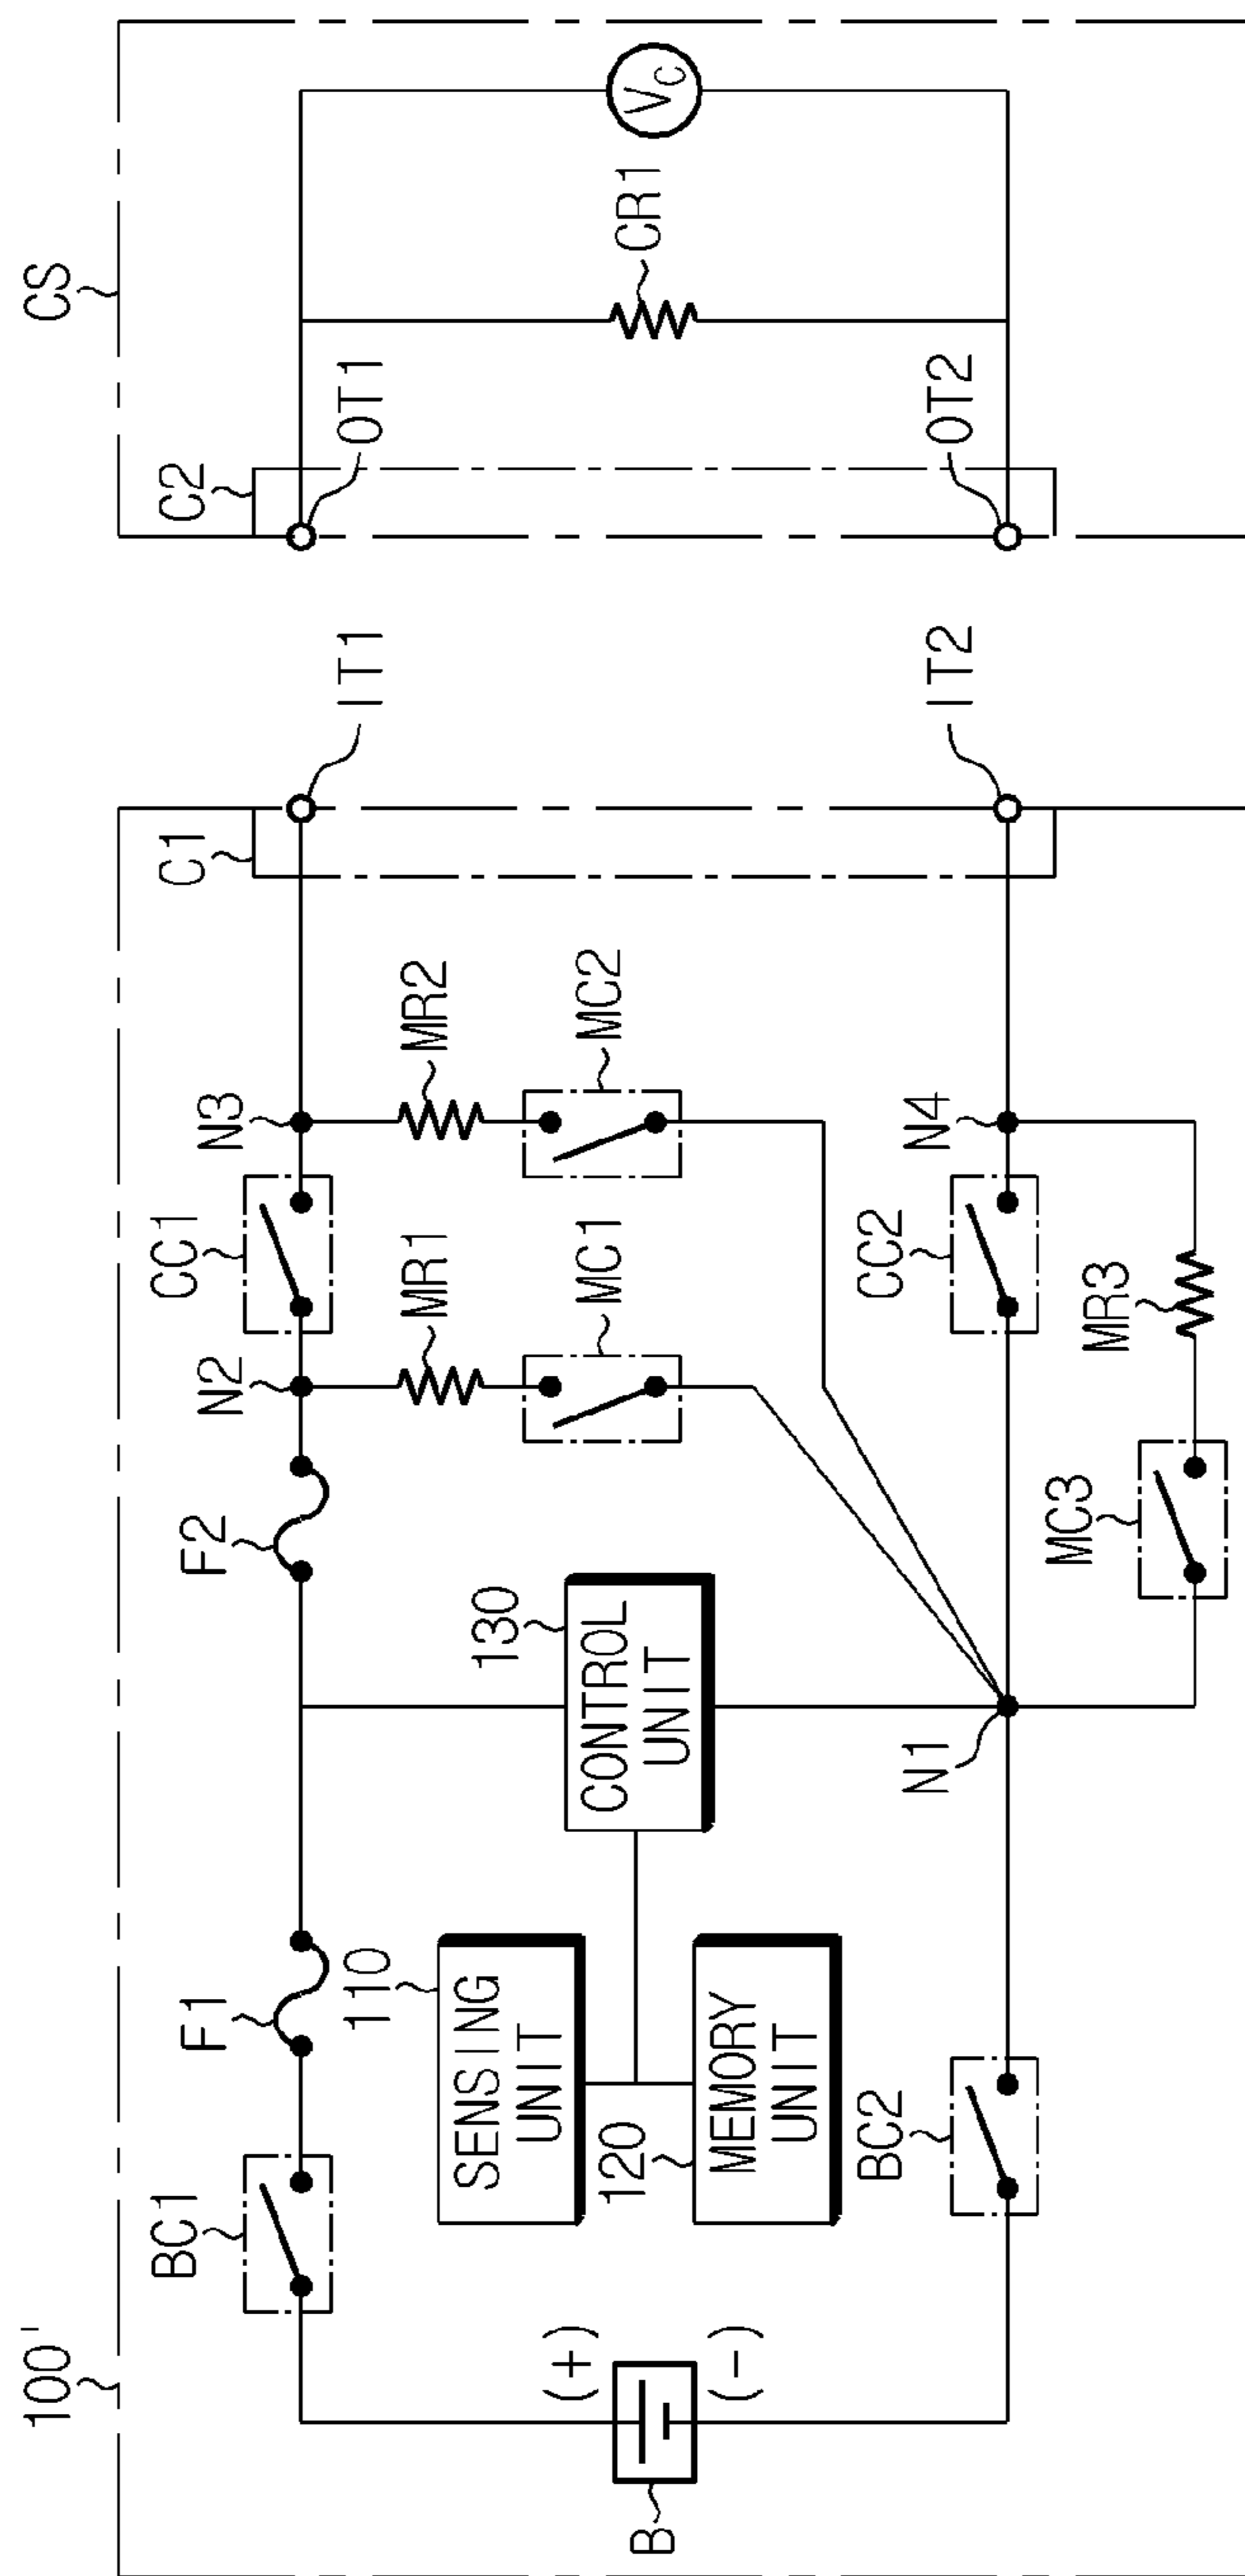 100'
CS
BC1
F1
F2
N2
CC1
N3
C1
C2
IT1
OT1
110
SENSING
UNIT
130
CONTROL
UNIT
MR1
MR2
MC1
MC2
CR1
VC
B
(+)
(-)
120
MEMORY
UNIT
BC2
N1
CC2
N4
IT2
OT2
MC3
MR3